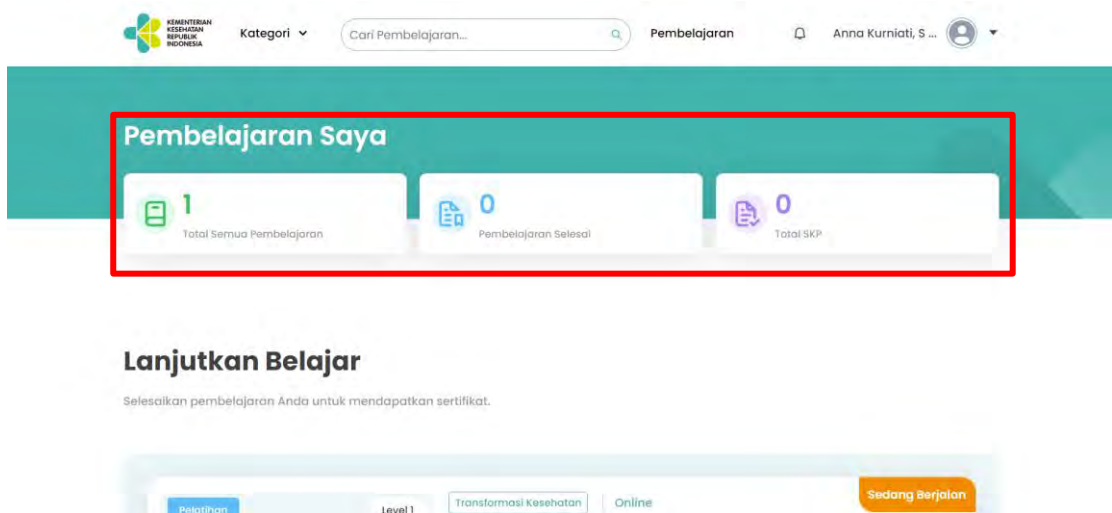 KEMENTERIAN
KESEHATAN
REPUBLIK
INDONESIA
Kategori
Cari Pembelajaran...
Pembelajaran
Anna Kurniati, S ...
Pembelajaran Saya
1
Total Semua Pembelajaran
0
Pembelajaran Selesai
0
Total SKP
Lanjutkan Belajar
Selesaikan pembelajaran Anda untuk mendapatkan sertifikat.
Pelatihan
Level 1
Transformasi Kesehatan
Online
Sedang Berjalan